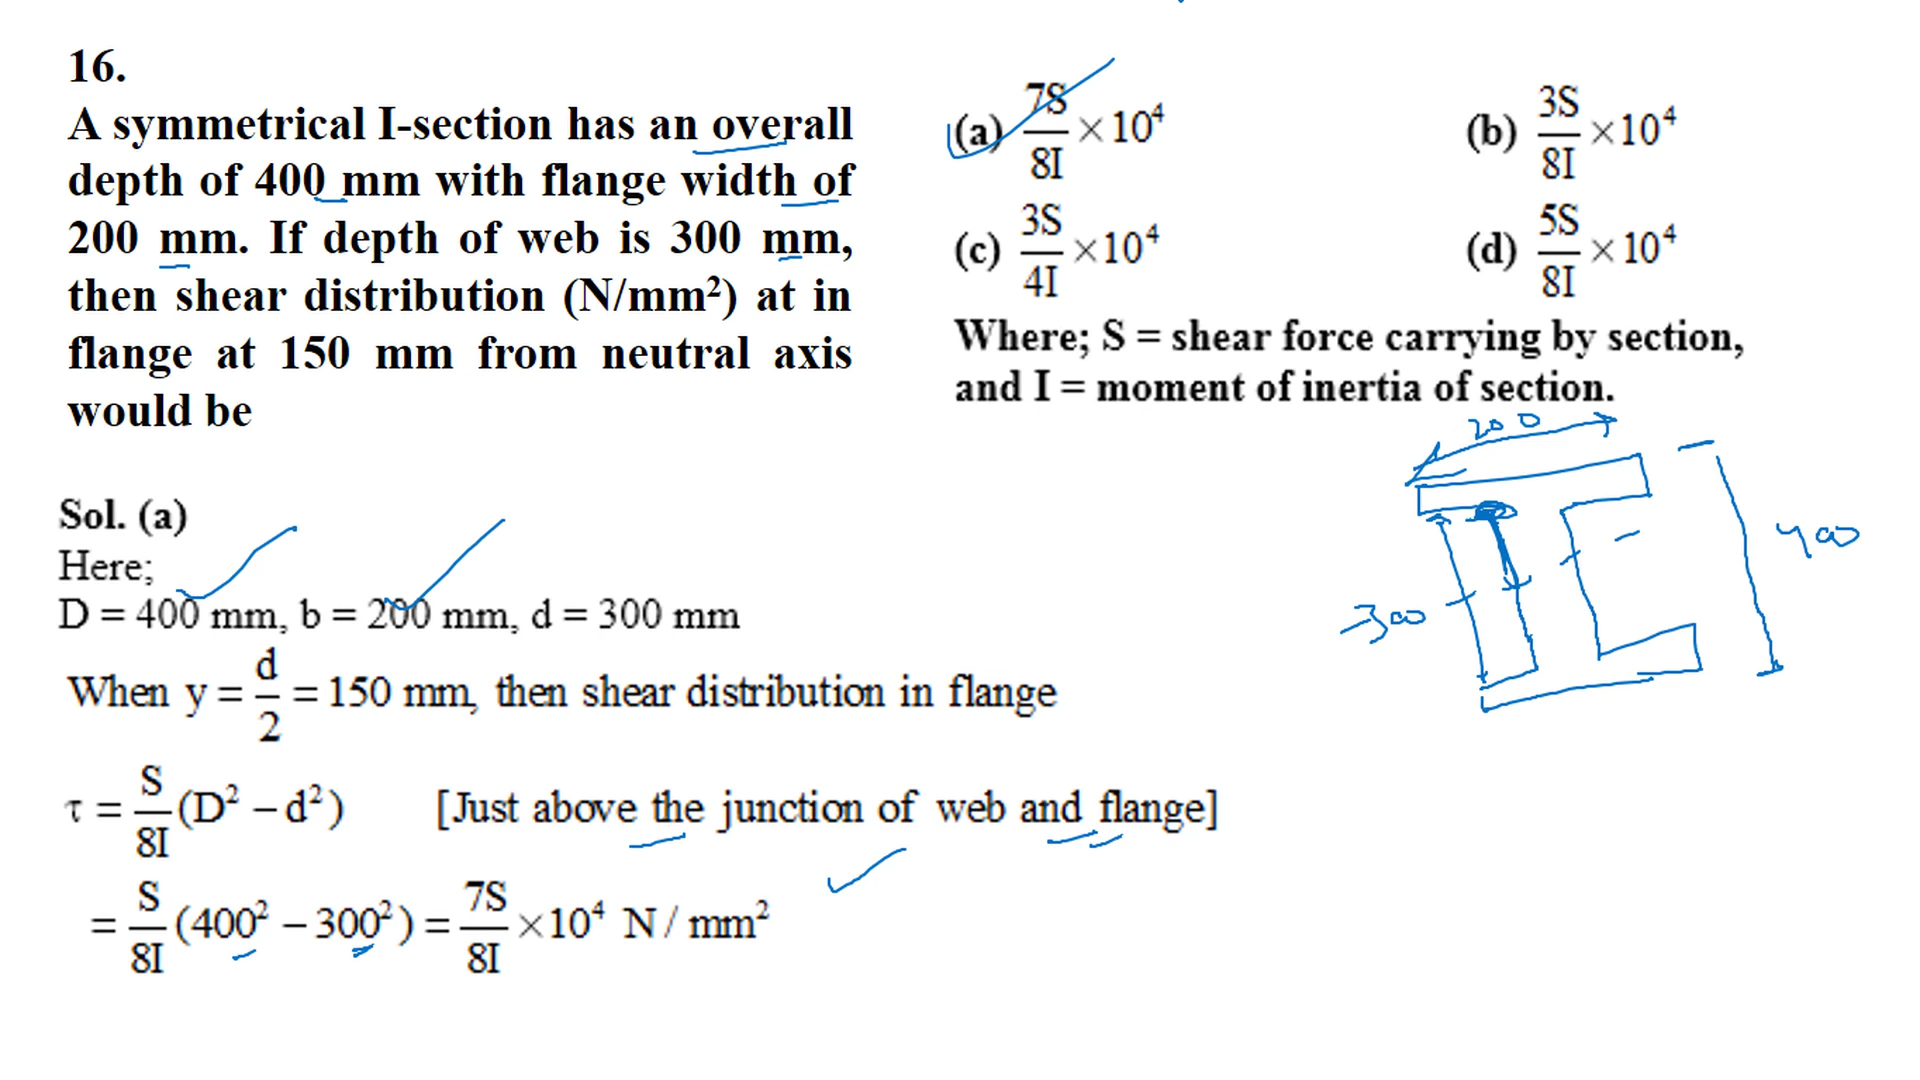 16.
A symmetrical I-section has an overall
depth of 400 mm with flange width of
200 mm. If depth of web is 300 mm,
then shear distribution (N/mm²) at in
flange at 150 mm from neutral axis
would be
(a) 7S/8I ×10⁴
(b) 3S/8I ×10⁴
(c) 3S/4I ×10⁴
(d) 5S/8I ×10⁴
Where; S = shear force carrying by section,
and I = moment of inertia of section.
200
400
300
Sol. (a)
Here;
D = 400 mm, b = 200 mm, d = 300 mm
When y = d/2 = 150 mm, then shear distribution in flange
τ = S/8I (D² – d²) [Just above the junction of web and flange]
= S/8I (400² – 300²) = 7S/8I ×10⁴ N / mm²